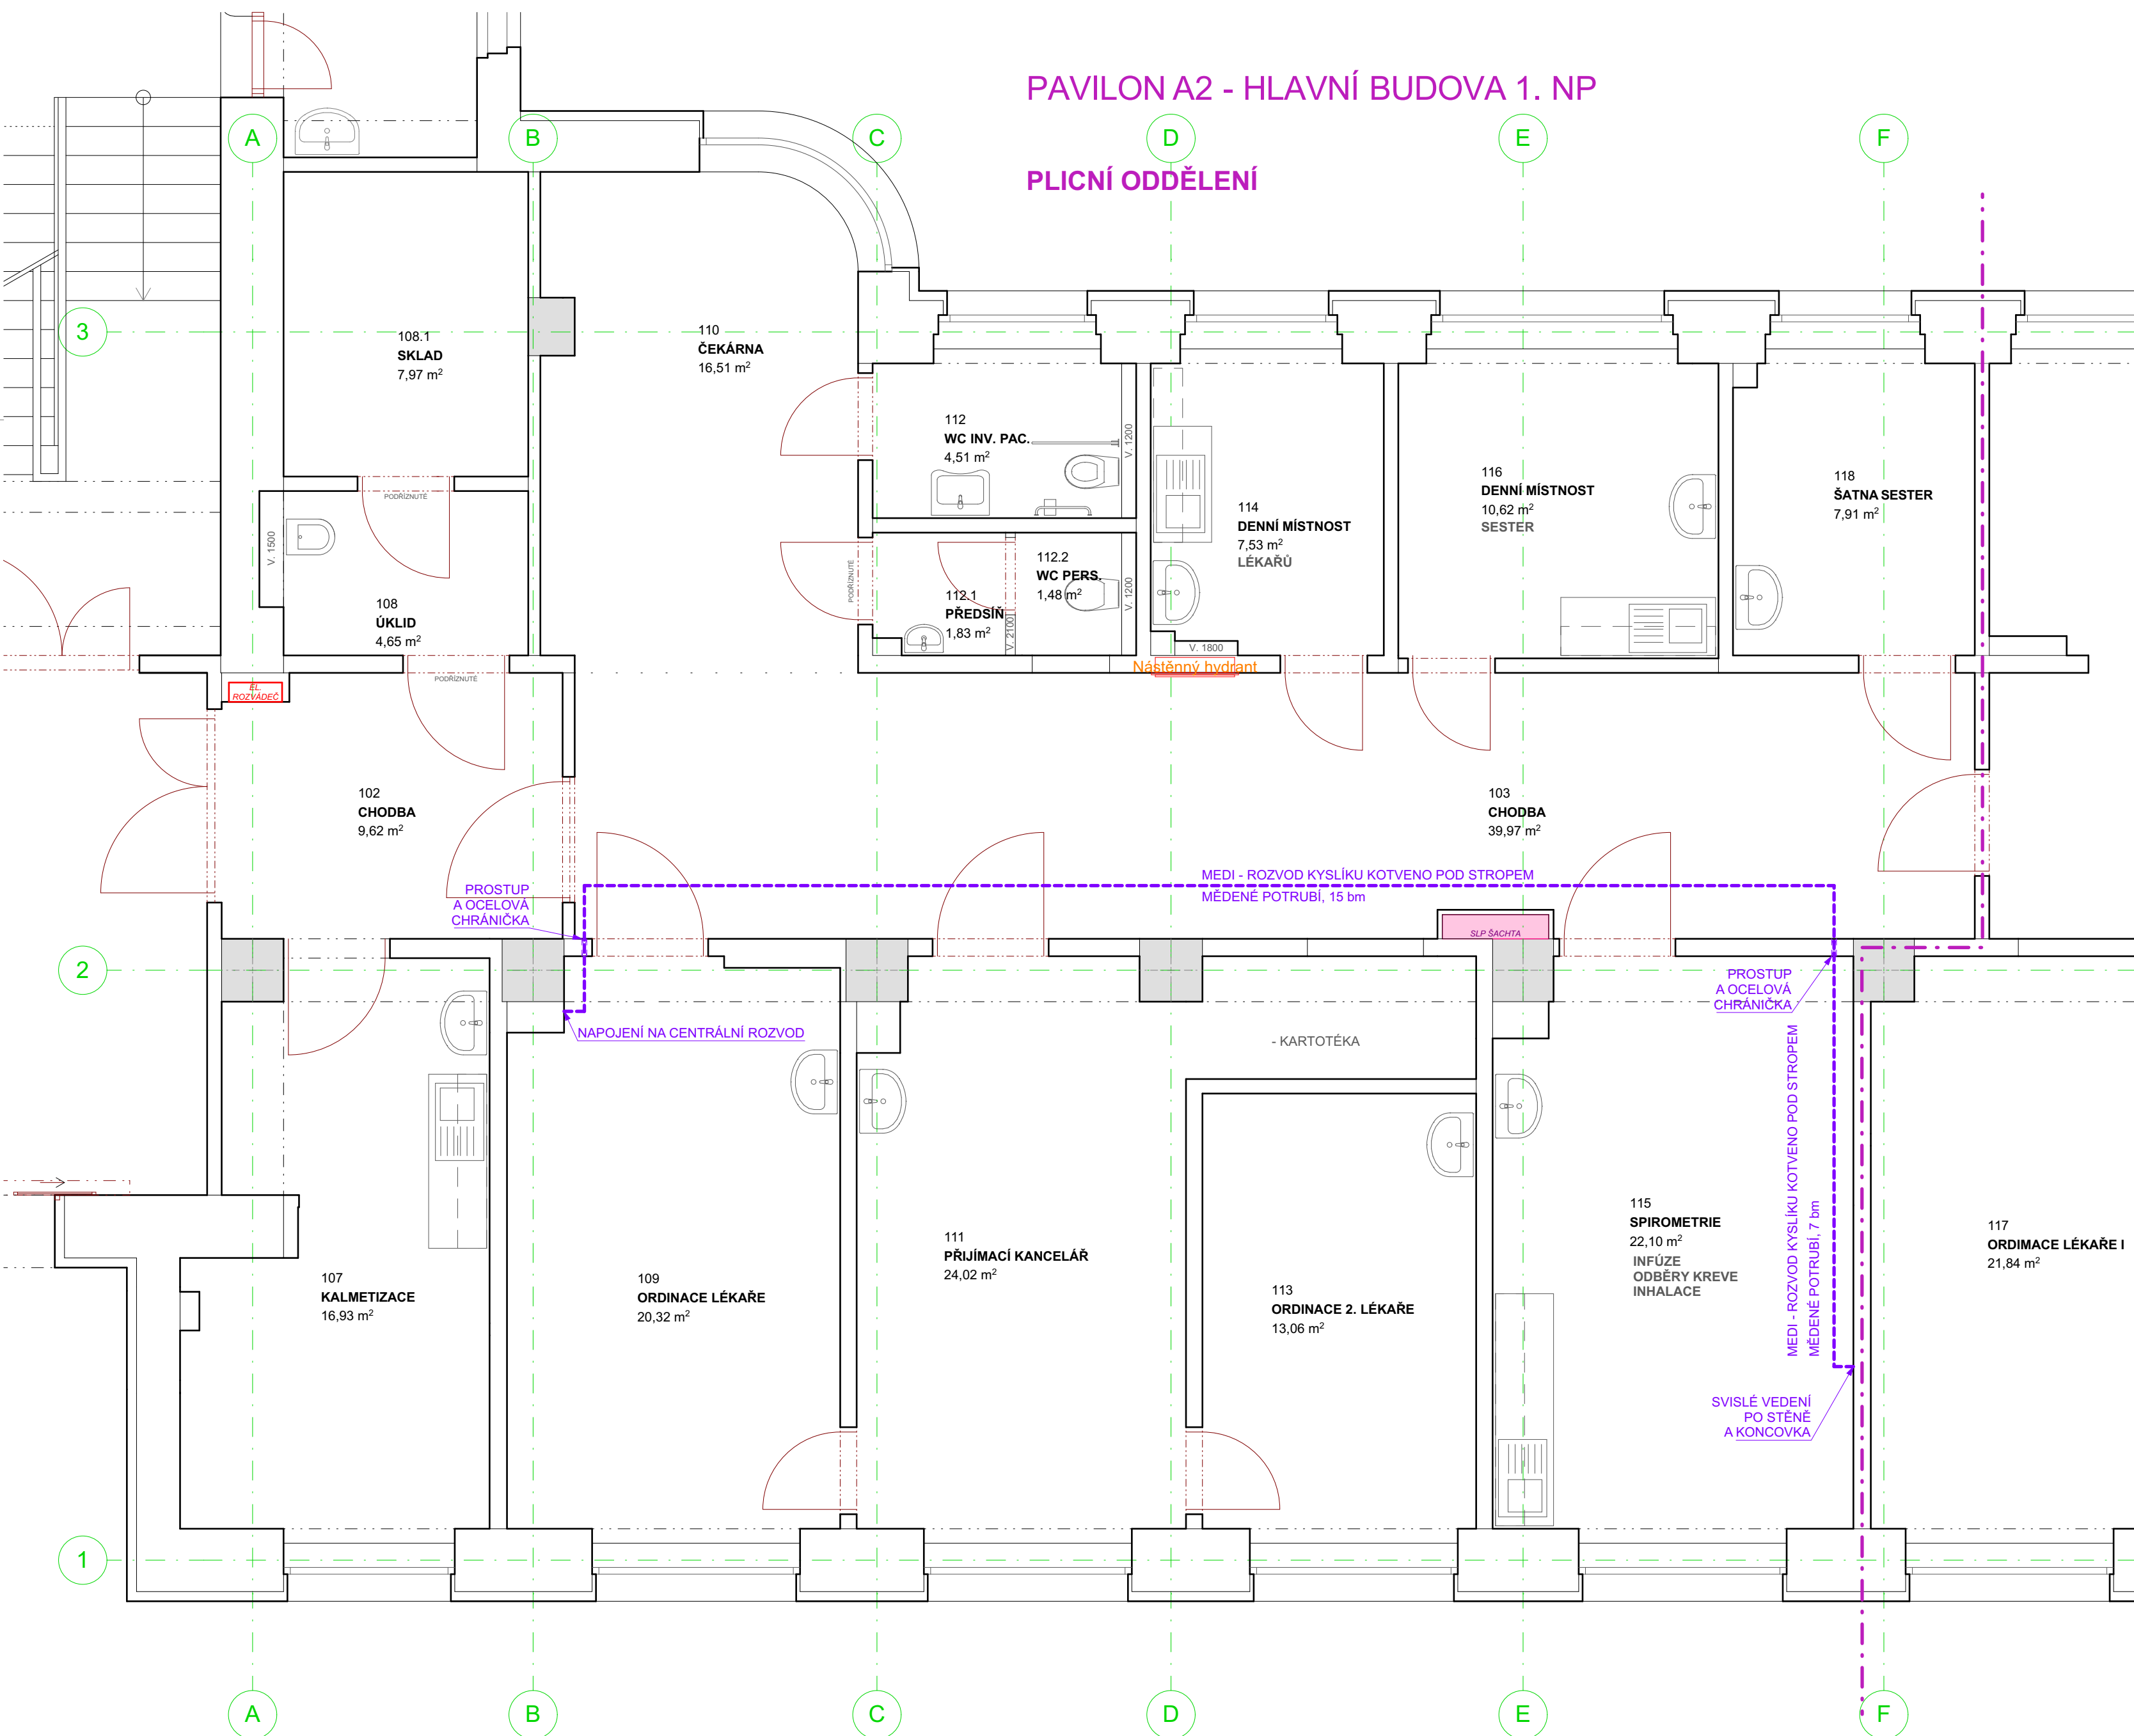 PAVILON A2 - HLAVNÍ BUDOVA 1. NP
PLICNÍ ODDĚLENÍ
A
B
C
D
E
F
3
108.1
SKLAD
7,97 m²
110
ČEKÁRNA
16,51 m²
112
WC INV. PAC.
4,51 m²
V. 1200
114
DENNÍ MÍSTNOST
7,53 m²
LÉKAŘŮ
116
DENNÍ MÍSTNOST
10,62 m²
SESTER
118
ŠATNA SESTER
7,91 m²
PODŘÍZNUTÉ
V. 1500
108
ÚKLID
4,65 m²
PODŘÍZNUTÉ
PODŘÍZNUTÉ
112.1
PŘEDSÍŇ
1,83 m²
V. 2100
112.2
WC PERS.
1,48 m²
V. 1200
V. 1800
Nástěnný hydrant
EL.
ROZVÁDĚČ
102
CHODBA
9,62 m²
103
CHODBA
39,97 m²
PROSTUP
A OCELOVÁ
CHRÁNIČKA
MEDI - ROZVOD KYSLÍKU KOTVENO POD STROPEM
MĚDENÉ POTRUBÍ, 15 bm
SLP ŠACHTA
2
PROSTUP
A OCELOVÁ
CHRÁNIČKA
NAPOJENÍ NA CENTRÁLNÍ ROZVOD
- KARTOTÉKA
MEDI - ROZVOD KYSLÍKU KOTVENO POD STROPEM
MĚDENÉ POTRUBÍ, 7 bm
107
KALMETIZACE
16,93 m²
109
ORDINACE LÉKAŘE
20,32 m²
111
PŘIJÍMACÍ KANCELÁŘ
24,02 m²
113
ORDINACE 2. LÉKAŘE
13,06 m²
115
SPIROMETRIE
22,10 m²
INFÚZE
ODBĚRY KREVE
INHALACE
117
ORDIMACE LÉKAŘE I
21,84 m²
SVISLÉ VEDENÍ
PO STĚNĚ
A KONCOVKA
1
A
B
C
D
E
F